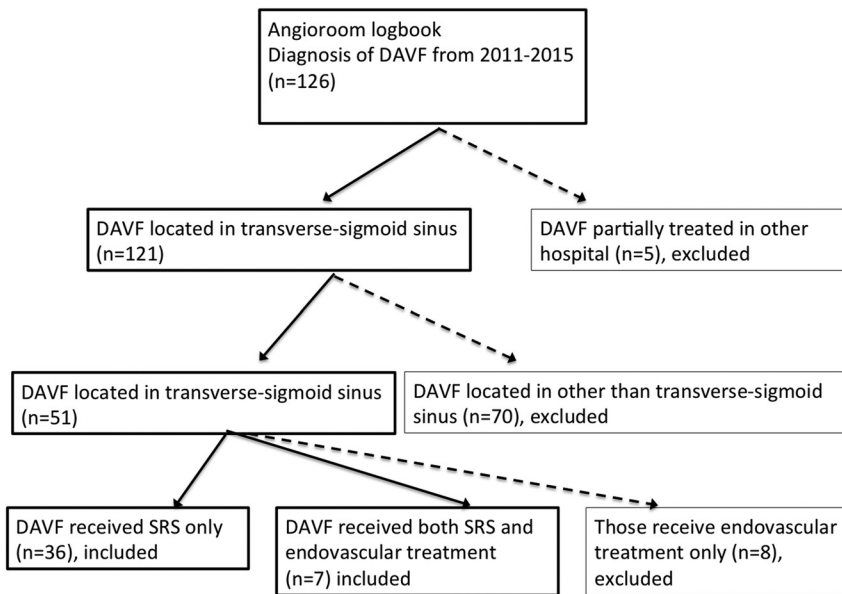 Angioroom logbook
Diagnosis of DAVF from 2011-2015
(n=126)
DAVF located in transverse-sigmoid sinus
(n=121)
DAVF partially treated in other
hospital (n=5), excluded
DAVF located in transverse-sigmoid sinus
(n=51)
DAVF located in other than transverse-sigmoid
sinus (n=70), excluded
DAVF received SRS only
(n=36), included
DAVF received both SRS and
endovascular treatment
(n=7) included
Those receive endovascular
treatment only (n=8),
excluded